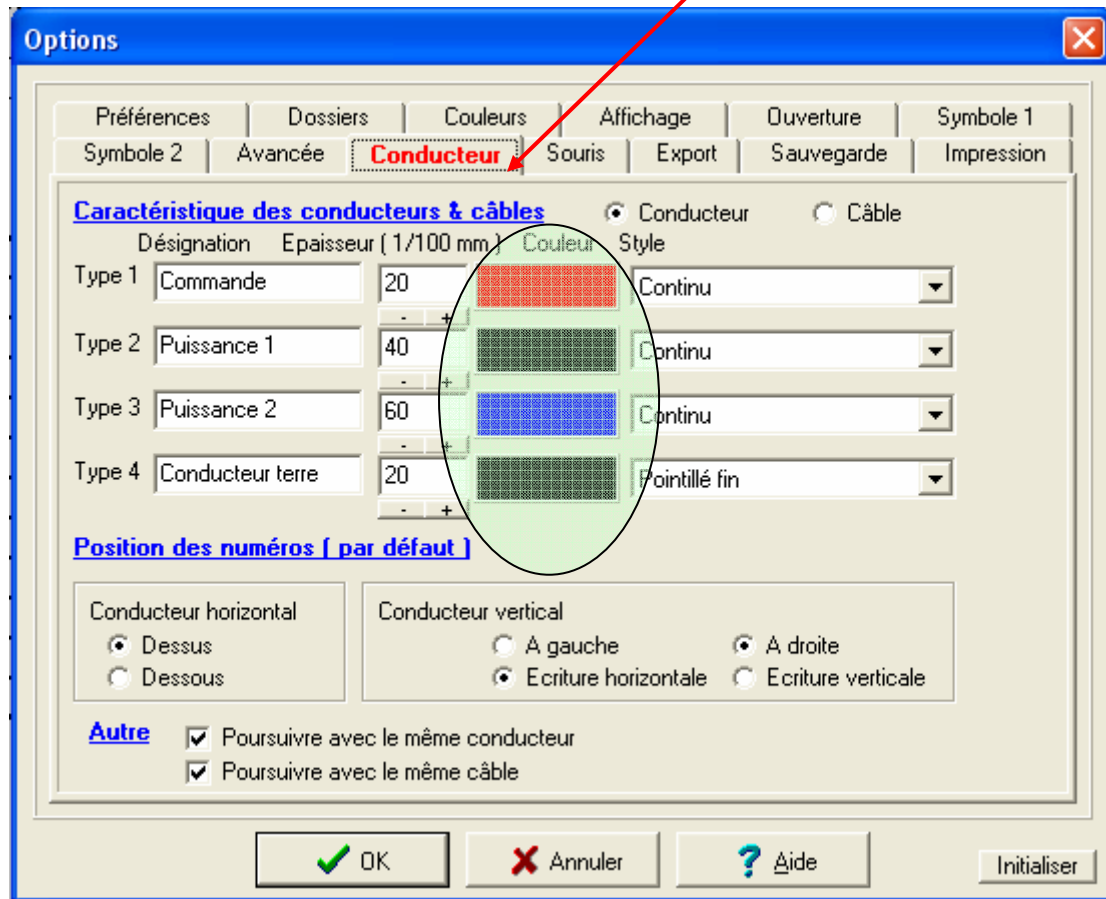 Options
Préférences Dossiers Couleurs Affichage Ouverture Symbole 1
Symbole 2 Avancée Conducteur Souris Export Sauvegarde Impression
Caractéristique des conducteurs & câbles Conducteur Câble
Désignation Epaisseur ( 1/100 mm ) Couleur Style
Type 1 Commande 20 Continu
- +
Type 2 Puissance 1 40 Continu
- +
Type 3 Puissance 2 60 Continu
- +
Type 4 Conducteur terre 20 Pointillé fin
- +
Position des numéros ( par défaut )
Conducteur horizontal Conducteur vertical
Dessus A gauche A droite
Dessous Ecriture horizontale Ecriture verticale
Autre Poursuivre avec le même conducteur
Poursuivre avec le même câble
OK Annuler ? Aide Initialiser